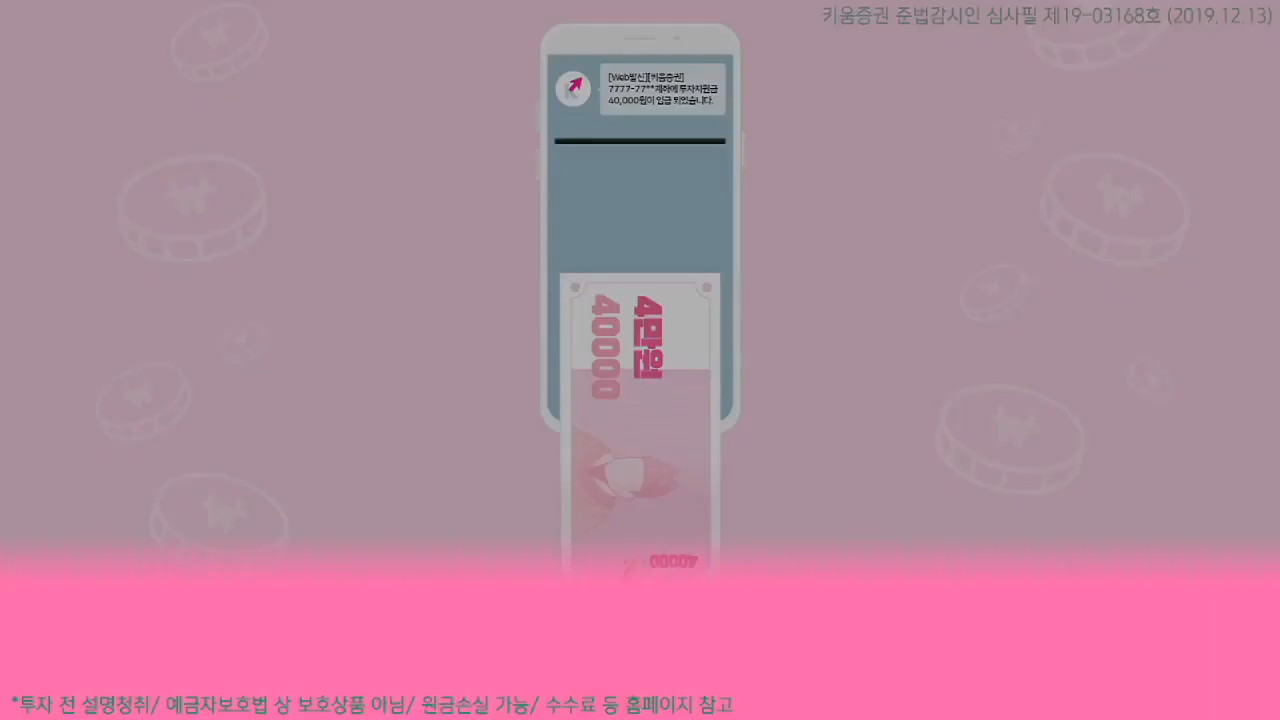 키움증권 준법감시인 심사필 제19-03168호 (2019.12.13)
[Web발신][키움증권]
7777-77**계좌에 투자지원금
40,000원이 입금 되었습니다.
4만원
40000
40000
*투자 전 설명청취/ 예금자보호법 상 보호상품 아님/ 원금손실 가능/ 수수료 등 홈페이지 참고